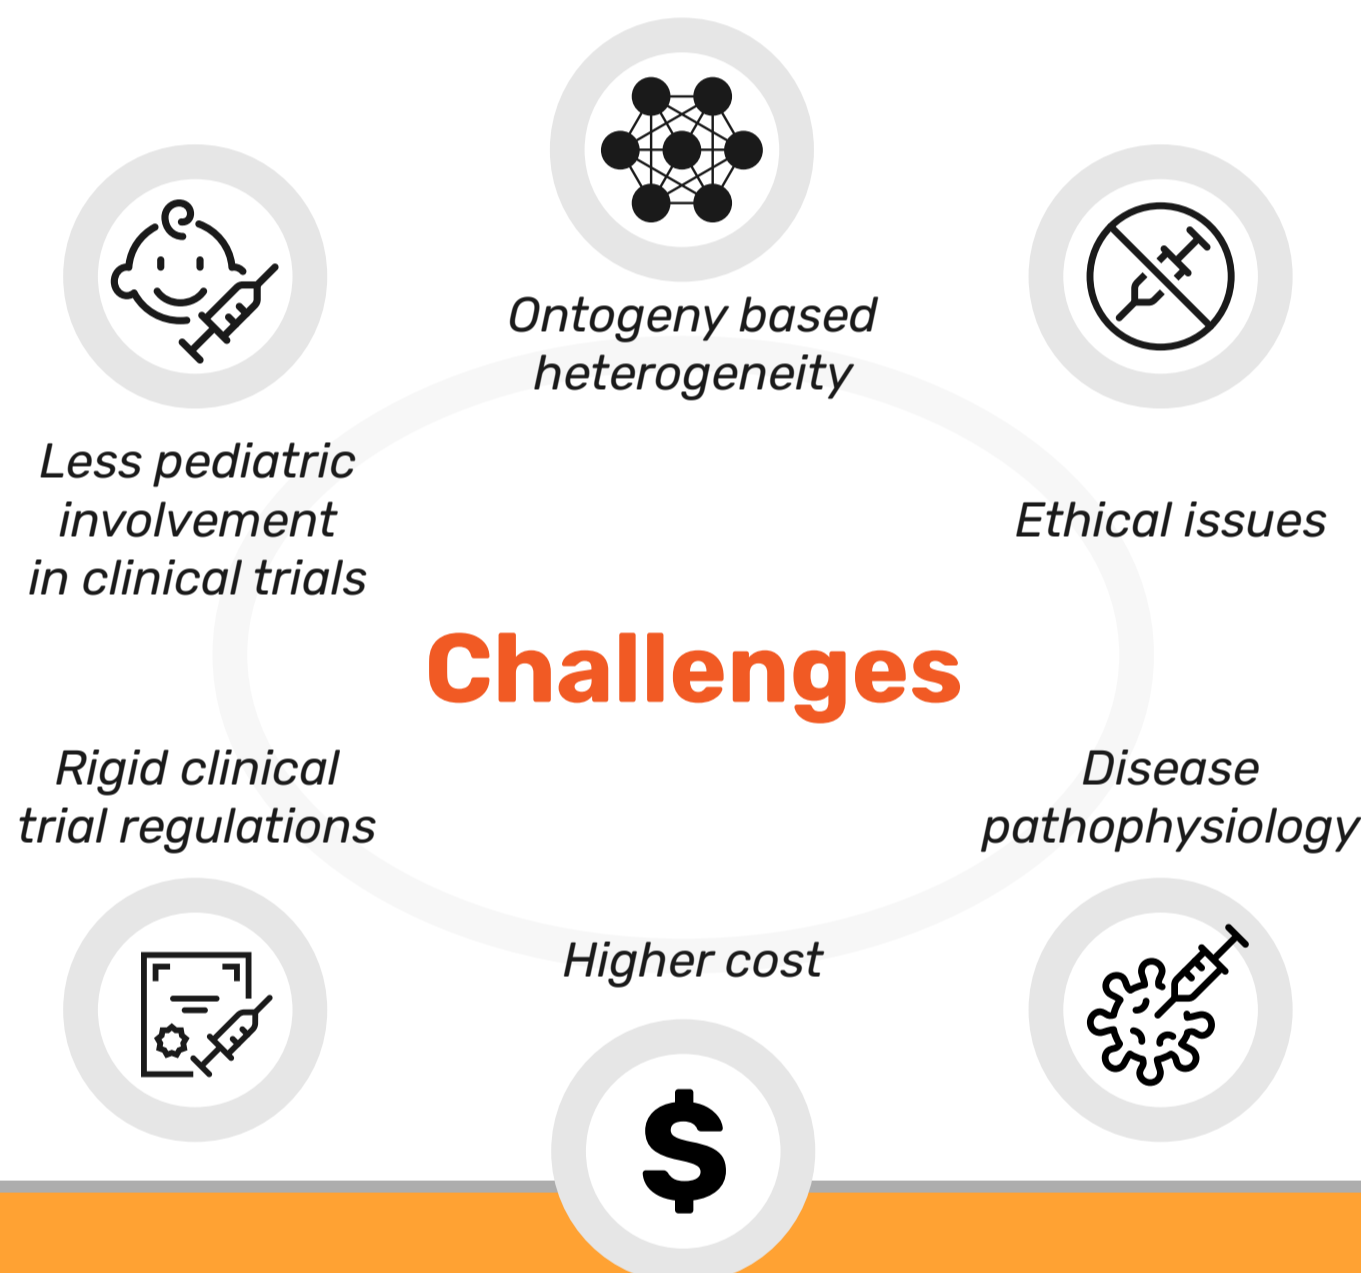 Ontogeny based
heterogeneity
Less pediatric
involvement
in clinical trials
Ethical issues
Challenges
Rigid clinical
trial regulations
Disease
pathophysiology
Higher cost
$